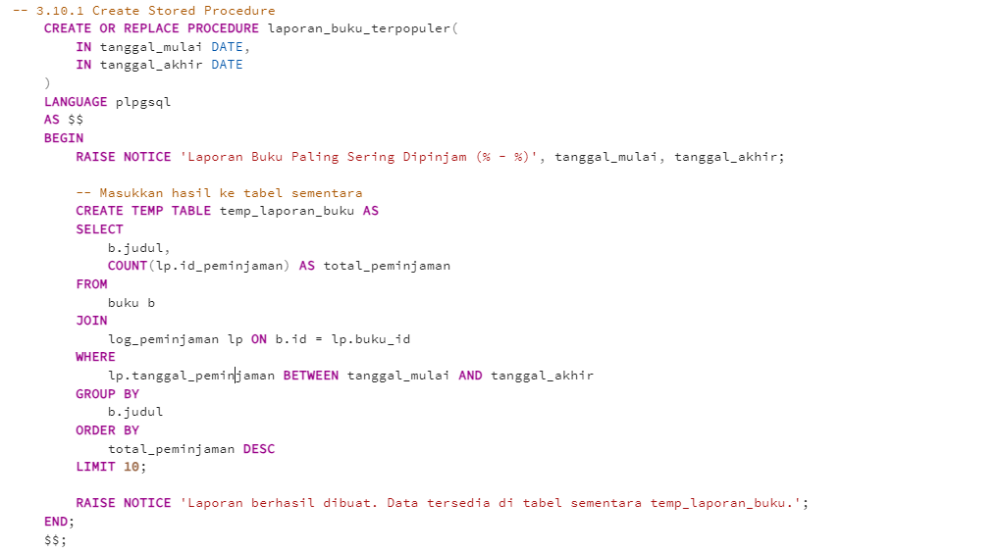 -- 3.10.1 Create Stored Procedure
CREATE OR REPLACE PROCEDURE laporan_buku_terpopuler(
IN tanggal_mulai DATE,
IN tanggal_akhir DATE
)
LANGUAGE plpgsql
AS $$
BEGIN
RAISE NOTICE 'Laporan Buku Paling Sering Dipinjam (% - %)', tanggal_mulai, tanggal_akhir;
-- Masukkan hasil ke tabel sementara
CREATE TEMP TABLE temp_laporan_buku AS
SELECT
b.judul,
COUNT(lp.id_peminjaman) AS total_peminjaman
FROM
buku b
JOIN
log_peminjaman lp ON b.id = lp.buku_id
WHERE
lp.tanggal_peminjaman BETWEEN tanggal_mulai AND tanggal_akhir
GROUP BY
b.judul
ORDER BY
total_peminjaman DESC
LIMIT 10;
RAISE NOTICE 'Laporan berhasil dibuat. Data tersedia di tabel sementara temp_laporan_buku.';
END;
$$;